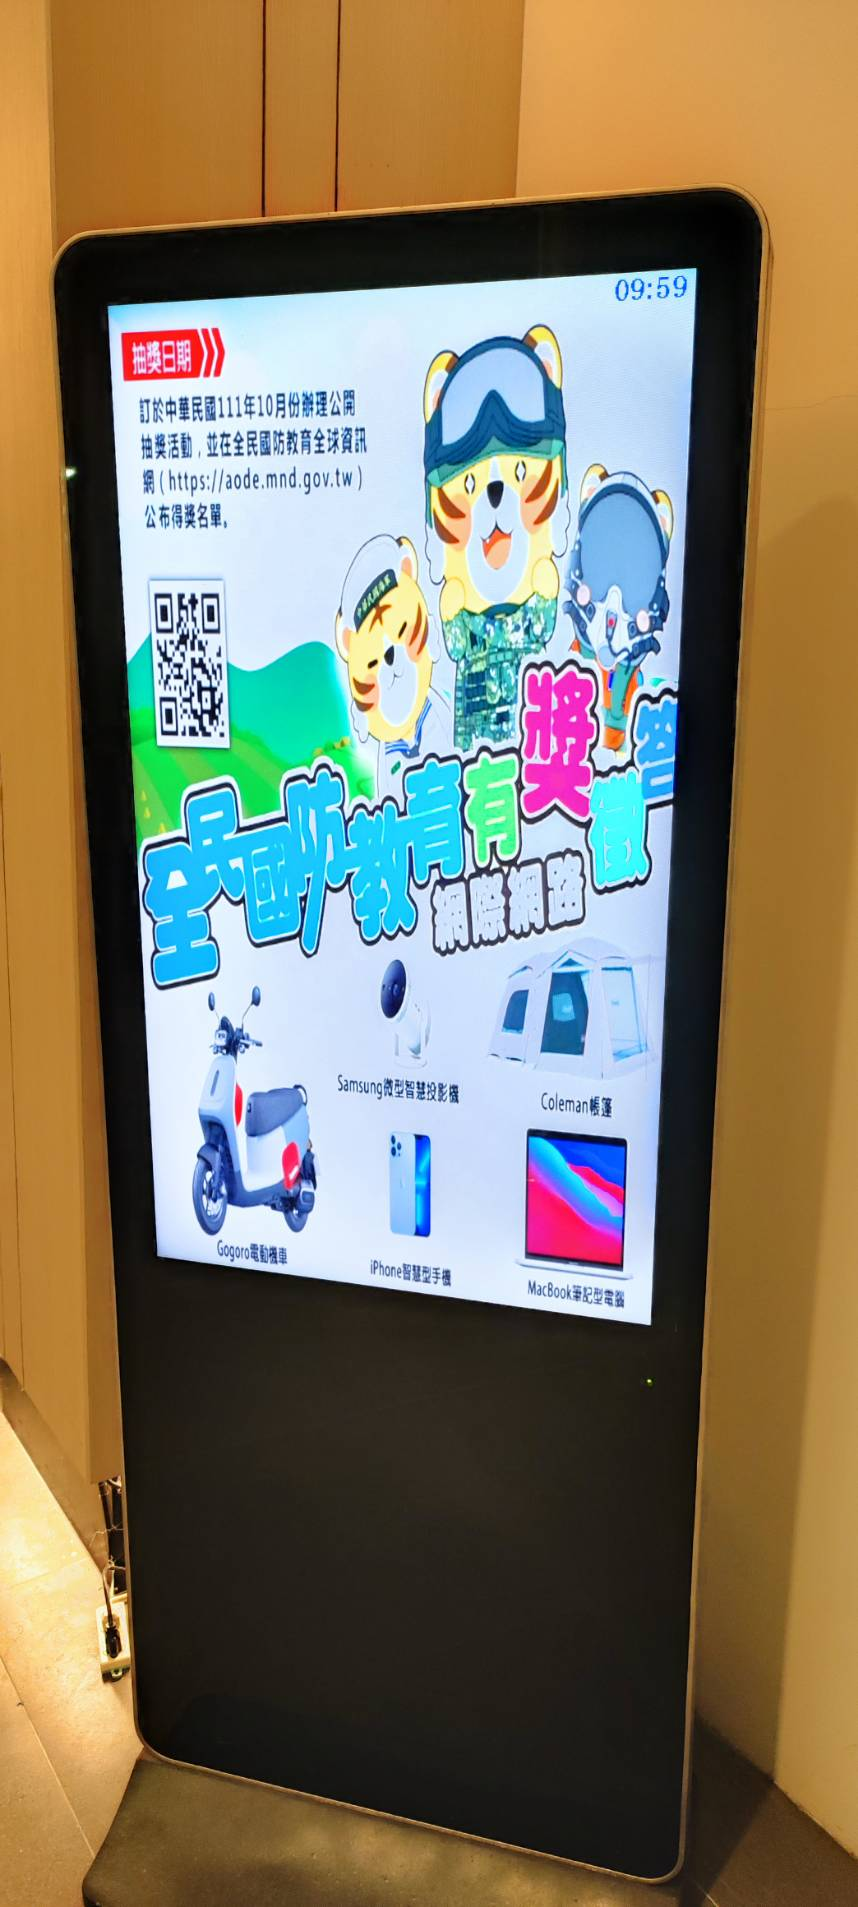 09:59
抽獎日期
訂於中華民國111年10月份辦理公開
抽獎活動，並在全民國防教育全球資訊
網（https://aode.mnd.gov.tw）
公布得獎名單。
中華民國海軍
全民國防教育有獎徵答
網際網路
Samsung微型智慧投影機
Coleman帳篷
Gogoro電動機車
iPhone智慧型手機
MacBook筆記型電腦